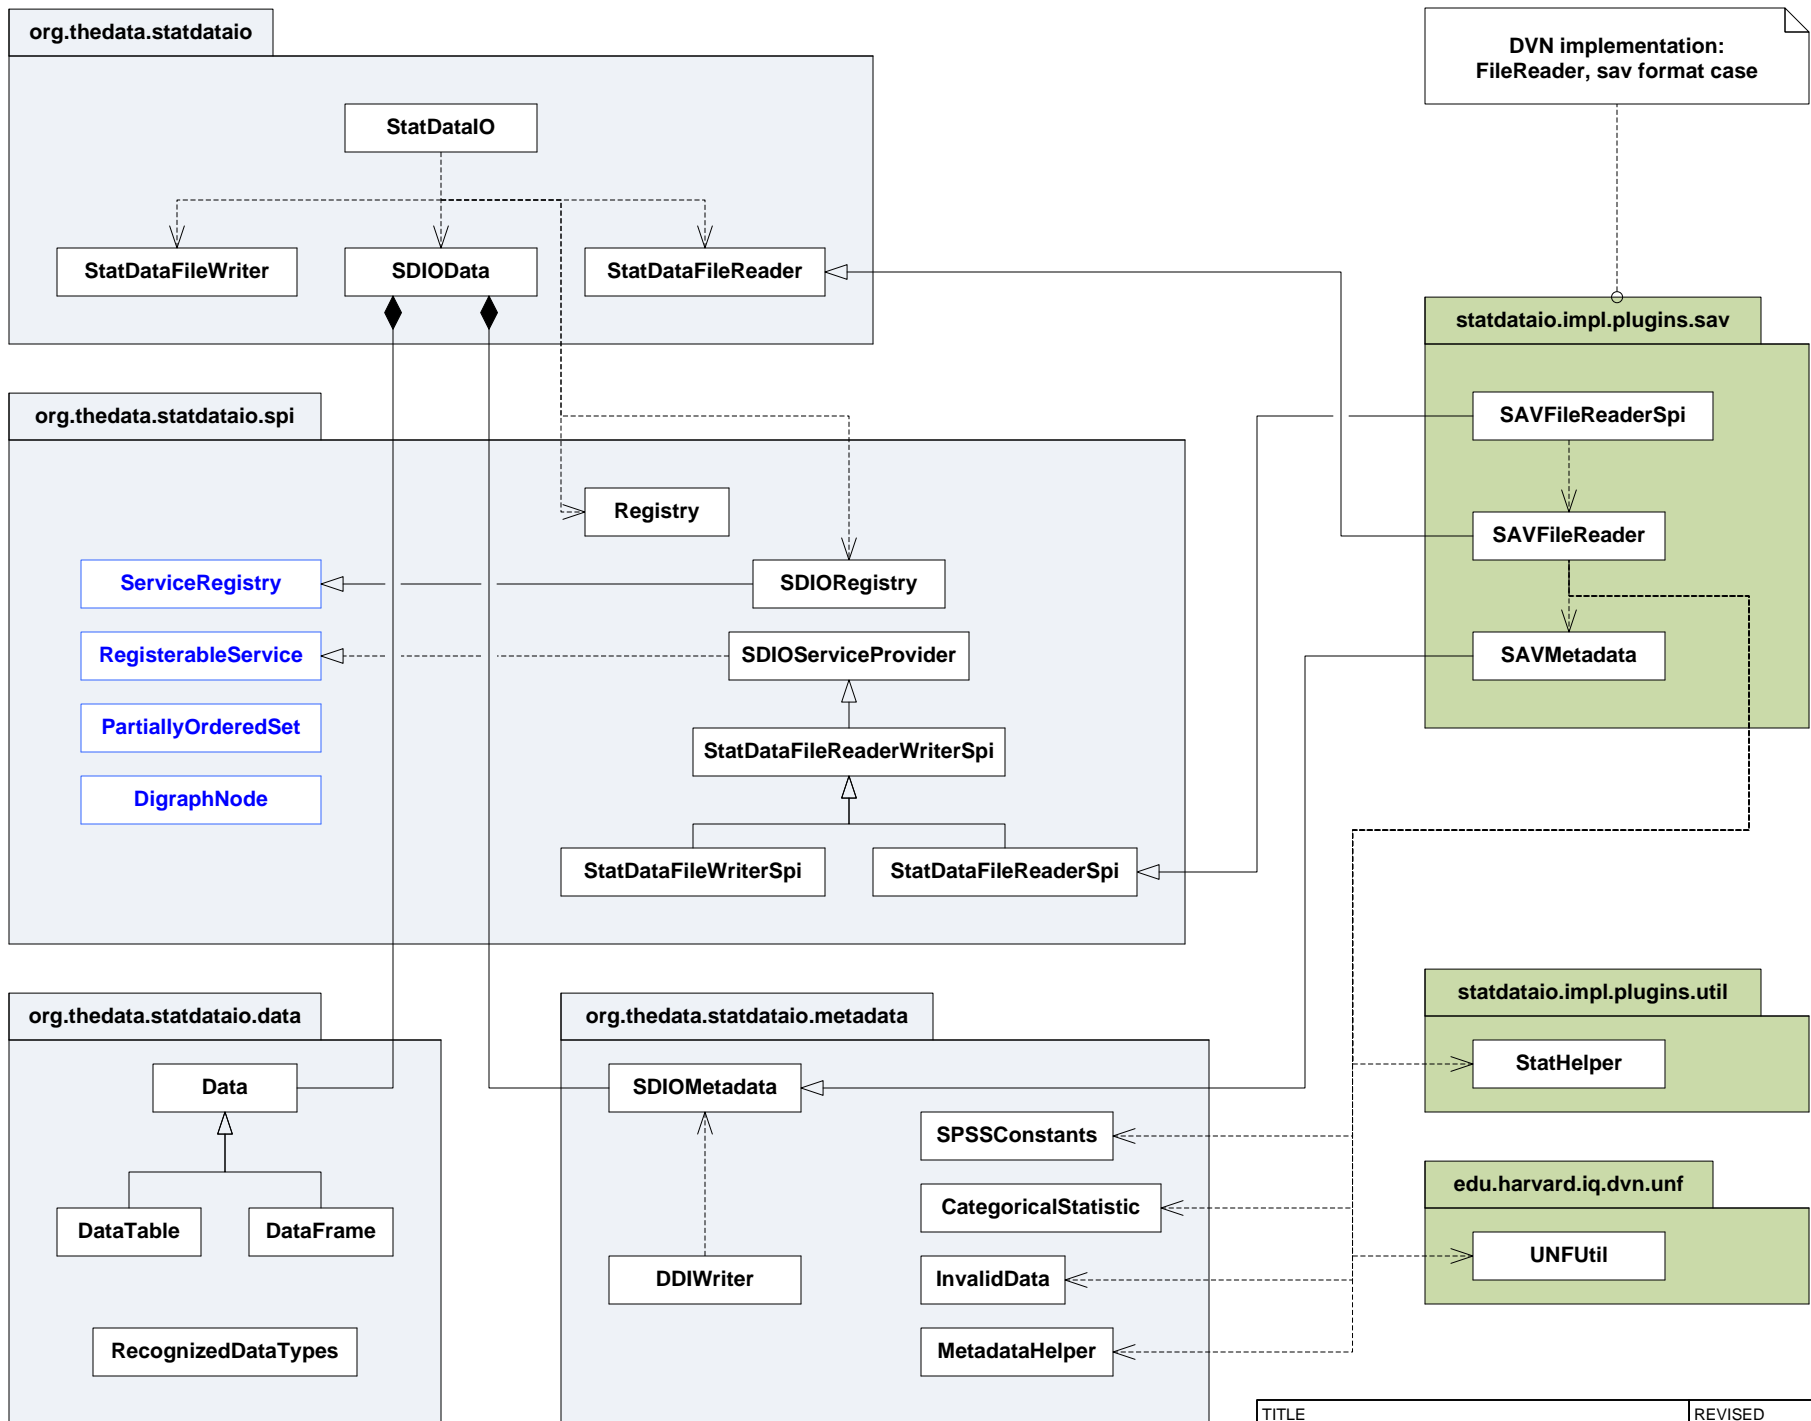 org.thedata.statdataio
DVN implementation:
FileReader, sav format case
StatDataIO
StatDataFileWriter
SDIOData
StatDataFileReader
statdataio.impl.plugins.sav
org.thedata.statdataio.spi
SAVFileReaderSpi
Registry
SAVFileReader
ServiceRegistry
SDIORegistry
RegisterableService
SDIOServiceProvider
SAVMetadata
PartiallyOrderedSet
StatDataFileReaderWriterSpi
DigraphNode
StatDataFileWriterSpi
StatDataFileReaderSpi
statdataio.impl.plugins.util
org.thedata.statdataio.data
org.thedata.statdataio.metadata
StatHelper
Data
SDIOMetadata
SPSSConstants
edu.harvard.iq.dvn.unf
CategoricalStatistic
DataTable
DataFrame
UNFUtil
DDIWriter
InvalidData
RecognizedDataTypes
MetadataHelper
TITLE
REVISED